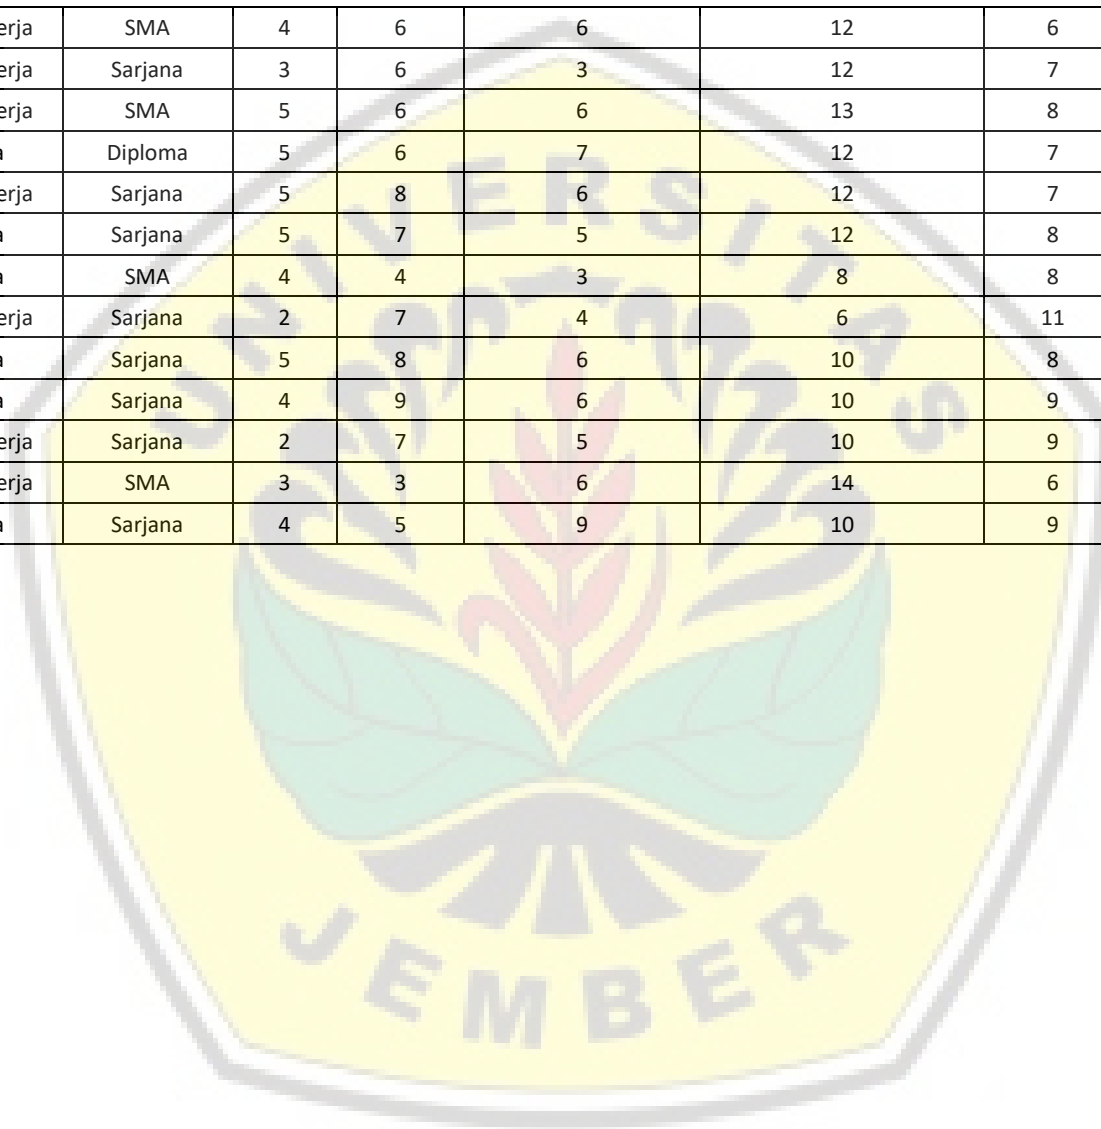 erja SMA 4 6 6 12 6
erja Sarjana 3 6 3 12 7
erja SMA 5 6 6 13 8
a Diploma 5 6 7 12 7
erja Sarjana 5 8 6 12 7
a Sarjana 5 7 5 12 8
a SMA 4 4 3 8 8
erja Sarjana 2 7 4 6 11
a Sarjana 5 8 6 10 8
a Sarjana 4 9 6 10 9
erja Sarjana 2 7 5 10 9
erja SMA 3 3 6 14 6
a Sarjana 4 5 9 10 9
UNIVERSITAS
JEMBER